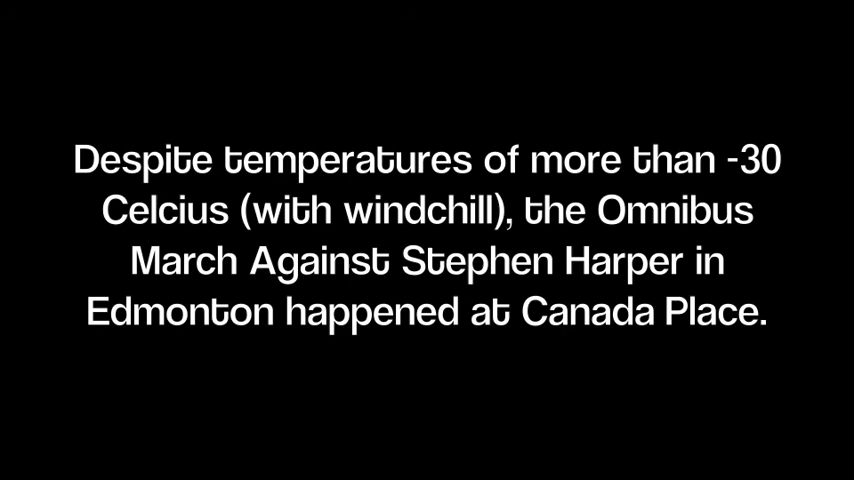 Despite temperatures of more than -30
Celcius (with windchill), the Omnibus
March Against Stephen Harper in
Edmonton happened at Canada Place.